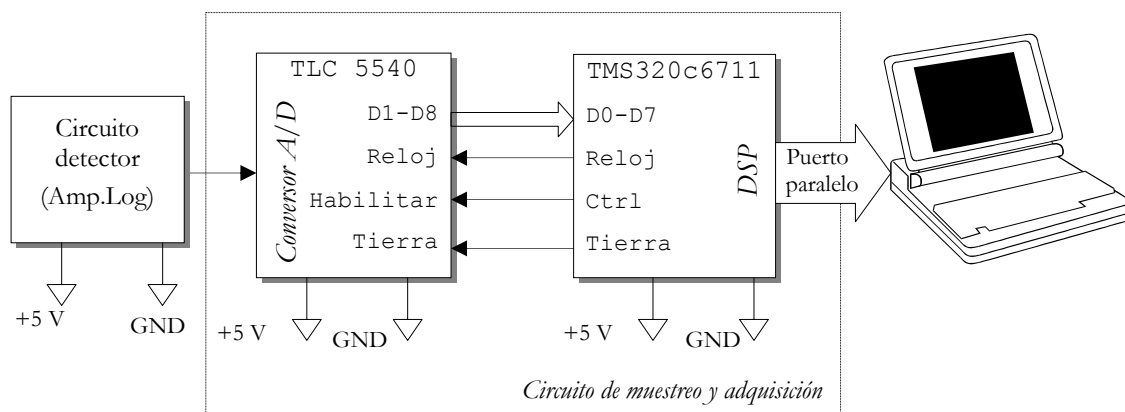 Circuito
detector
(Amp.Log)
+5 V
GND
TLC 5540
Conversor A/D
D1-D8
Reloj
Habilitar
Tierra
+5 V
GND
TMS320c6711
D0-D7
Reloj
Ctrl
Tierra
DSP
+5 V
GND
Puerto
paralelo
Circuito de muestreo y adquisición